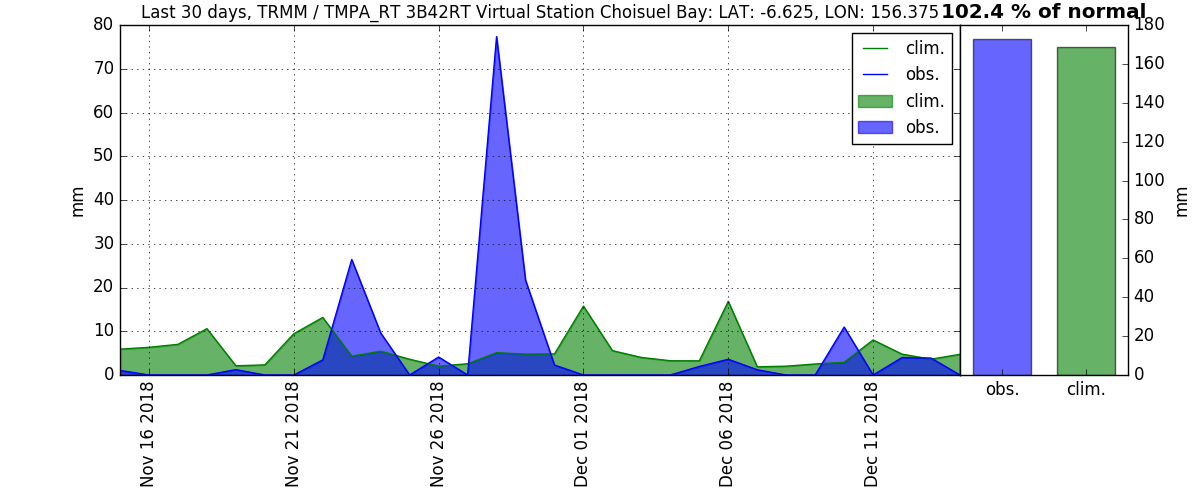 Last 30 days, TRMM / TMPA_RT 3B42RT Virtual Station Choisuel Bay: LAT: -6.625, LON: 156.375 102.4 % of normal
80
70
60
50
40
30
20
10
0
mm
clim.
obs.
clim.
obs.
Nov 16 2018
Nov 21 2018
Nov 26 2018
Dec 01 2018
Dec 06 2018
Dec 11 2018
180
160
140
120
100
80
60
40
20
0
mm
obs. clim.